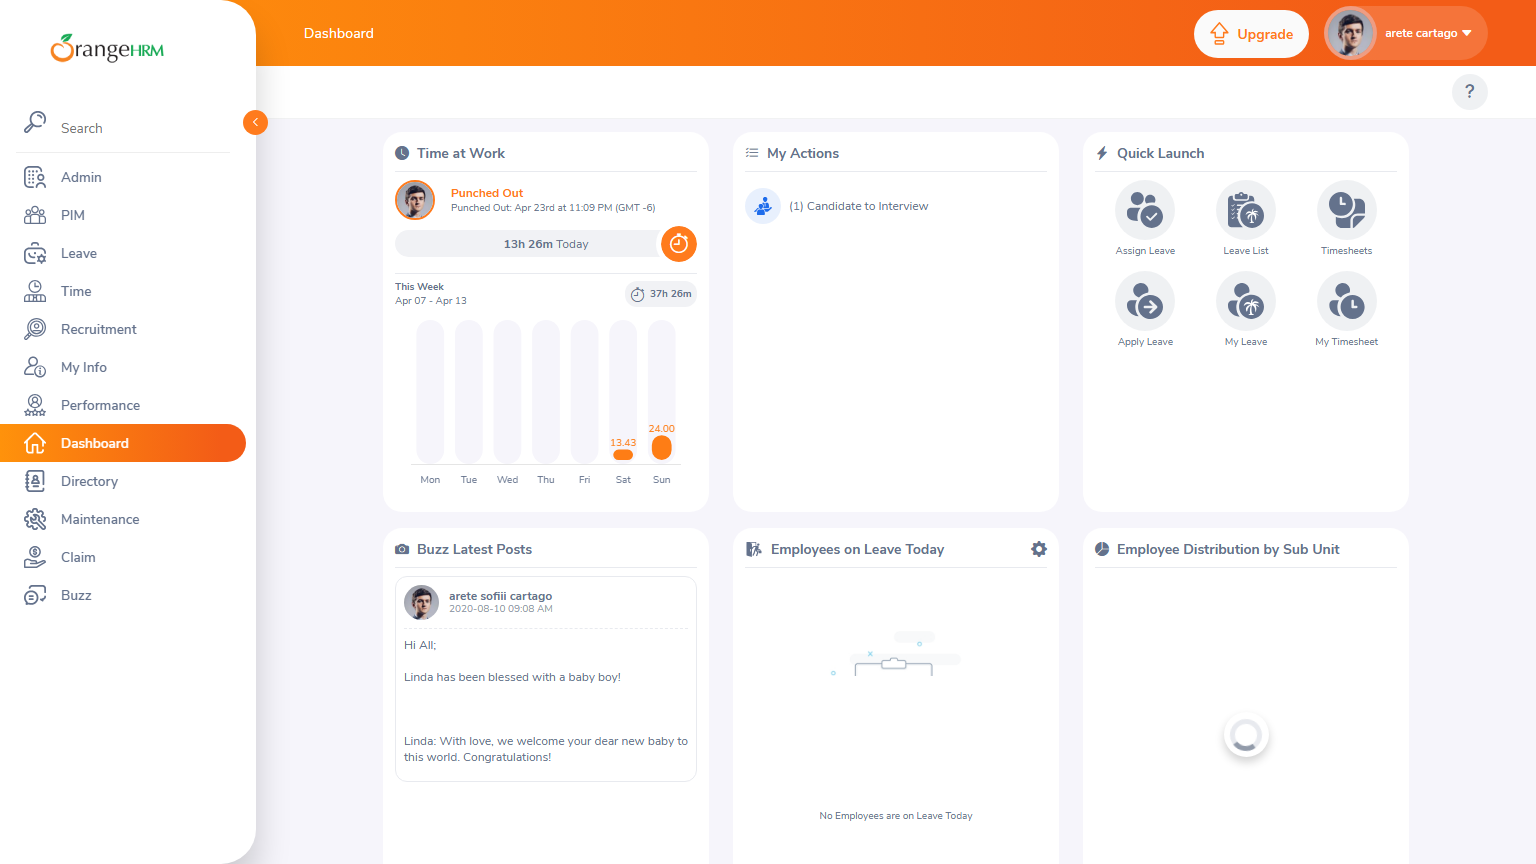 OrangeHRM
Dashboard
Upgrade
arete cartago
?
Search
Admin
PIM
Leave
Time
Recruitment
My Info
Performance
Dashboard
Directory
Maintenance
Claim
Buzz
Time at Work
Punched Out
Punched Out: Apr 23rd at 11:09 PM (GMT -6)
13h 26m Today
This Week
Apr 07 - Apr 13
37h 26m
13.43
24.00
Mon Tue Wed Thu Fri Sat Sun
My Actions
(1) Candidate to Interview
Quick Launch
Assign Leave
Leave List
Timesheets
Apply Leave
My Leave
My Timesheet
Buzz Latest Posts
arete sofiii cartago
2020-08-10 09:08 AM
Hi All;
Linda has been blessed with a baby boy!
Linda: With love, we welcome your dear new baby to
this world. Congratulations!
Employees on Leave Today
No Employees are on Leave Today
Employee Distribution by Sub Unit